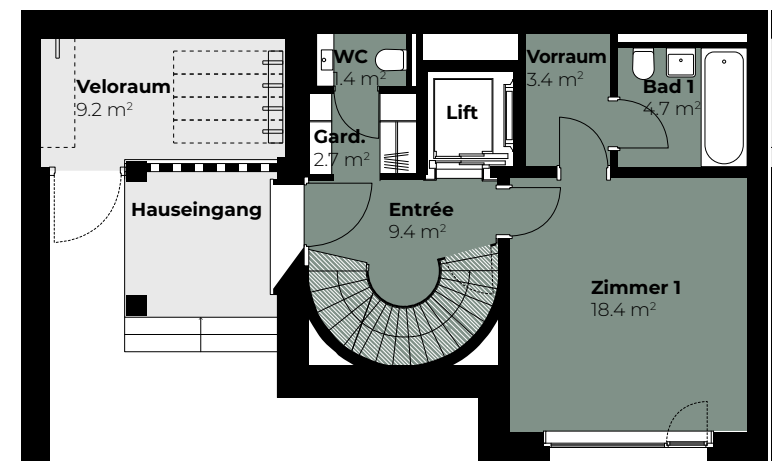 WC
1.4 m²
Vorraum
3.4 m²
Veloraum
9.2 m²
Bad 1
4.7 m²
Lift
Gard.
2.7 m²
Hauseingang
Entrée
9.4 m²
Zimmer 1
18.4 m²